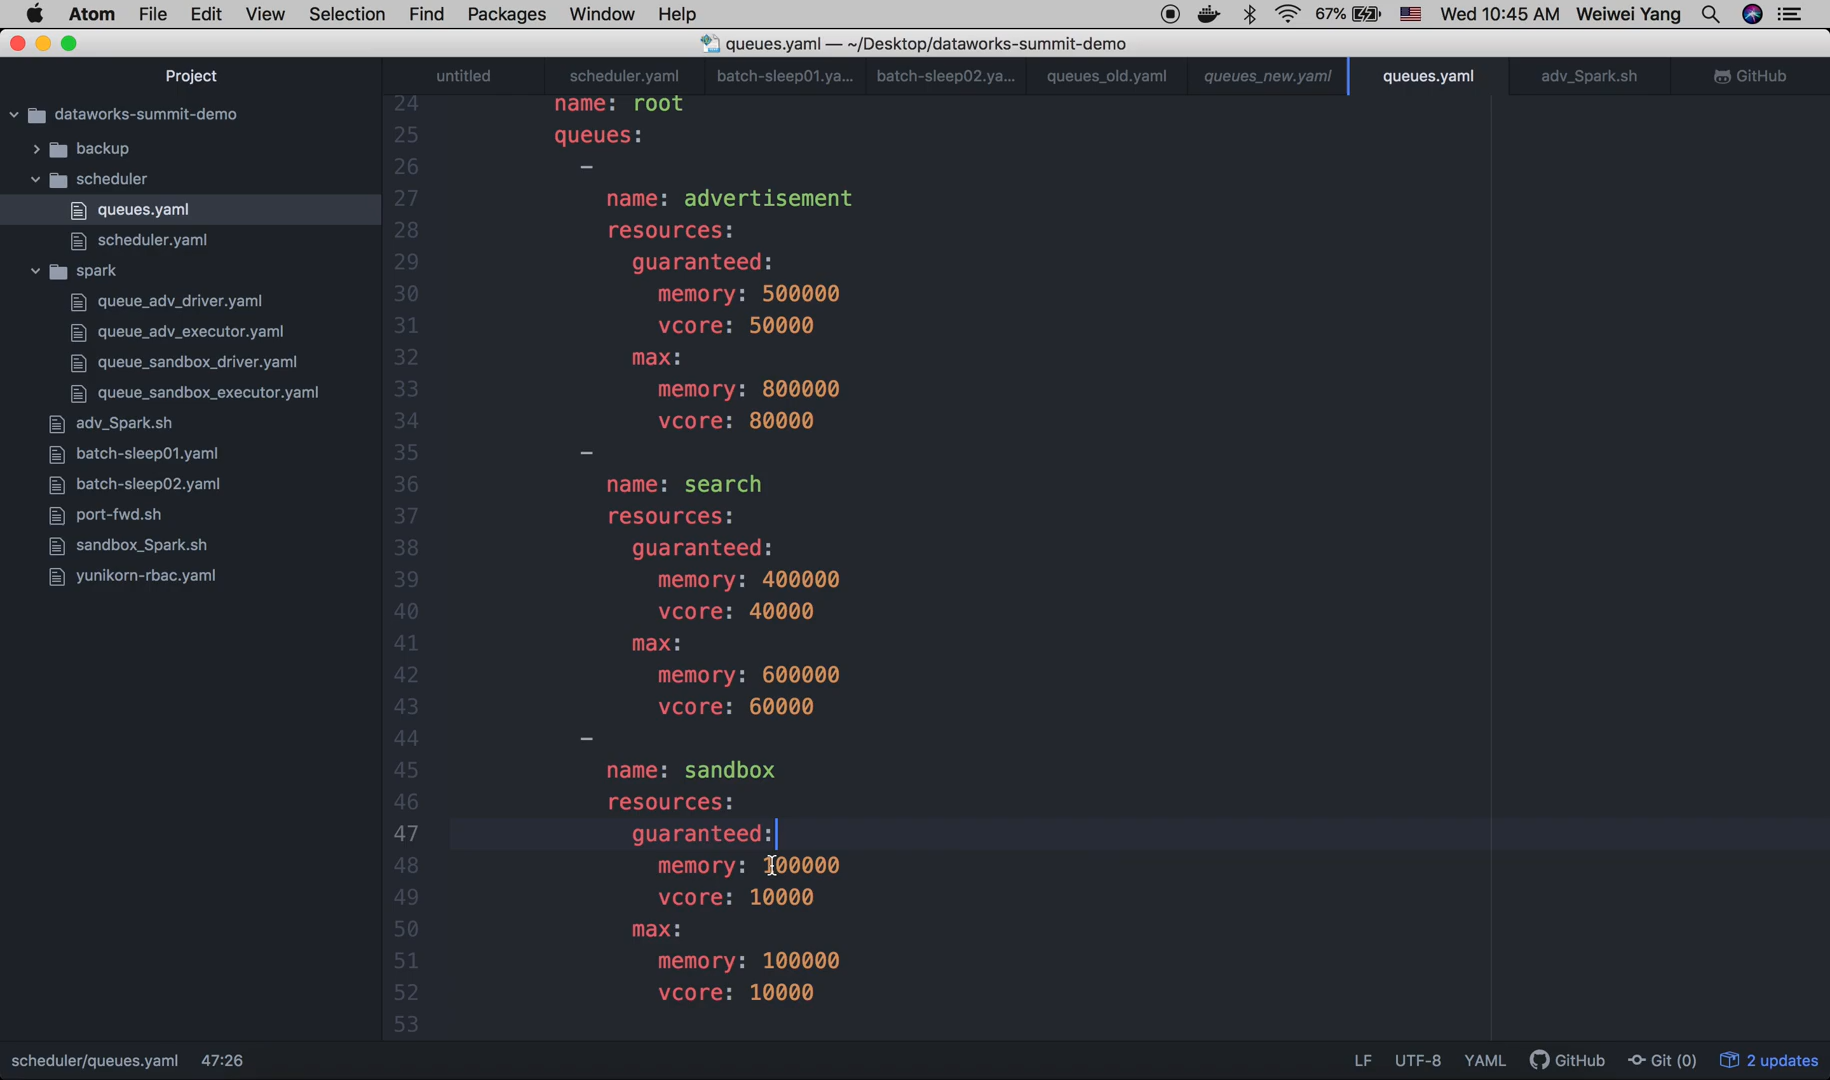 Atom File Edit View Selection Find Packages Window Help 67% Wed 10:45 AM Weiwei Yang
queues.yaml — ~/Desktop/dataworks-summit-demo
Project
untitled scheduler.yaml batch-sleep01.ya... batch-sleep02.ya... queues_old.yaml queues_new.yaml queues.yaml adv_Spark.sh GitHub
dataworks-summit-demo
backup
scheduler
queues.yaml
scheduler.yaml
spark
queue_adv_driver.yaml
queue_adv_executor.yaml
queue_sandbox_driver.yaml
queue_sandbox_executor.yaml
adv_Spark.sh
batch-sleep01.yaml
batch-sleep02.yaml
port-fwd.sh
sandbox_Spark.sh
yunikorn-rbac.yaml
24 name: root
25 queues:
26 -
27 name: advertisement
28 resources:
29 guaranteed:
30 memory: 500000
31 vcore: 50000
32 max:
33 memory: 800000
34 vcore: 80000
35 -
36 name: search
37 resources:
38 guaranteed:
39 memory: 400000
40 vcore: 40000
41 max:
42 memory: 600000
43 vcore: 60000
44 -
45 name: sandbox
46 resources:
47 guaranteed:
48 memory: 100000
49 vcore: 10000
50 max:
51 memory: 100000
52 vcore: 10000
53
scheduler/queues.yaml 47:26 LF UTF-8 YAML GitHub Git (0) 2 updates